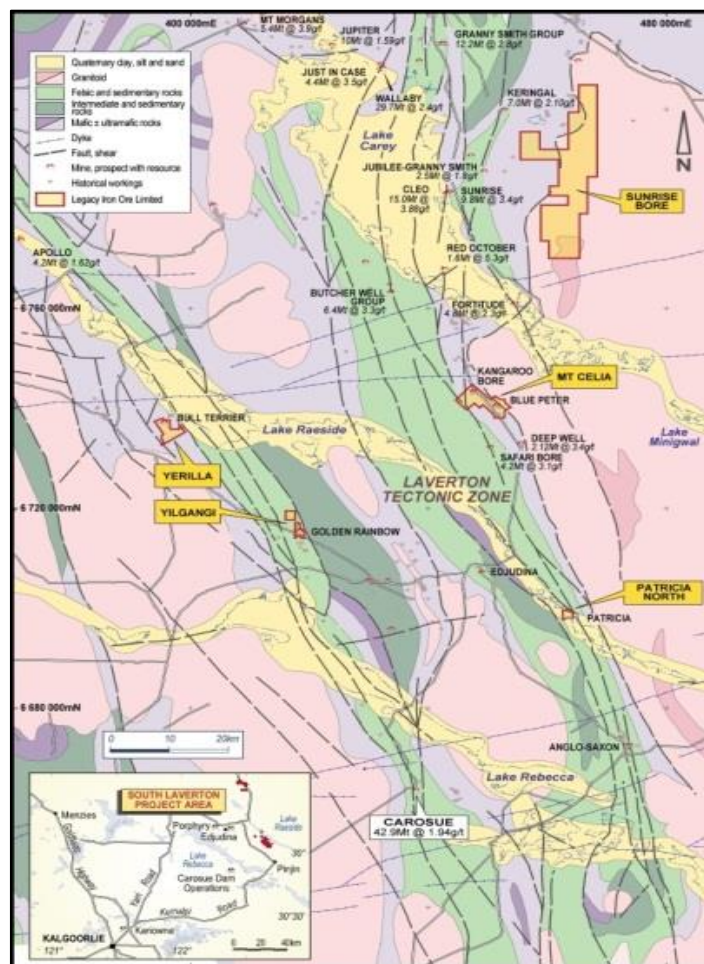 400 000mE
480 000mE
MT MORGANS
5.4Mt @ 3.9g/t
JUPITER
10Mt @ 1.59g/t
GRANNY SMITH GROUP
12.2Mt @ 2.8g/t
Quaternary clay, silt and sand
Granitoid
Felsic and sedimentary rocks
Intermediate and sedimentary
rocks
Mafic ± ultramafic rocks
Dyke
Fault, shear
Mine, prospect with resource
Historical workings
Legacy Iron Ore Limited
JUST IN CASE
4.4Mt @ 3.5g/t
WALLABY
29.7Mt @ 2.4g/t
KERINGAL
7.0Mt @ 2.10g/t
Lake
Carey
N
JUBILEE-GRANNY SMITH
2.5Mt @ 1.8g/t
CLEO
15.0Mt @
3.88g/t
SUNRISE
9.8Mt @ 3.4g/t
SUNRISE
BORE
APOLLO
4.2Mt @ 1.62g/t
RED OCTOBER
1.6Mt @ 5.3g/t
BUTCHER WELL
GROUP
6.4Mt @ 3.3g/t
FORTITUDE
4.8Mt @ 2.3g/t
6 760 000mN
KANGAROO
BORE
MT CELIA
BLUE PETER
BULL TERRIER
Lake Raeside
Lake
Minigwal
DEEP WELL
2.12Mt @ 3.4g/t
SAFARI BORE
4.2Mt @ 3.1g/t
YERILLA
LAVERTON
TECTONIC ZONE
6 720 000mN
YILGANGI
GOLDEN RAINBOW
EDJUDINA
PATRICIA
NORTH
PATRICIA
6 680 000mN
0 10 20km
ANGLO-SAXON
Lake Rebecca
CAROSUE
42.9Mt @ 1.94g/t
SOUTH LAVERTON
PROJECT AREA
Menzies
Porphyry
Edjudina
Lake
Raeside
Lake
Rebecca
30°
Pinjin
Carosue Dam
Operations
Goldfields
Highway
Yarri Road
Kurnalpi Road
Kanowna
30°30'
KALGOORLIE
121°
122°
0 20 40km